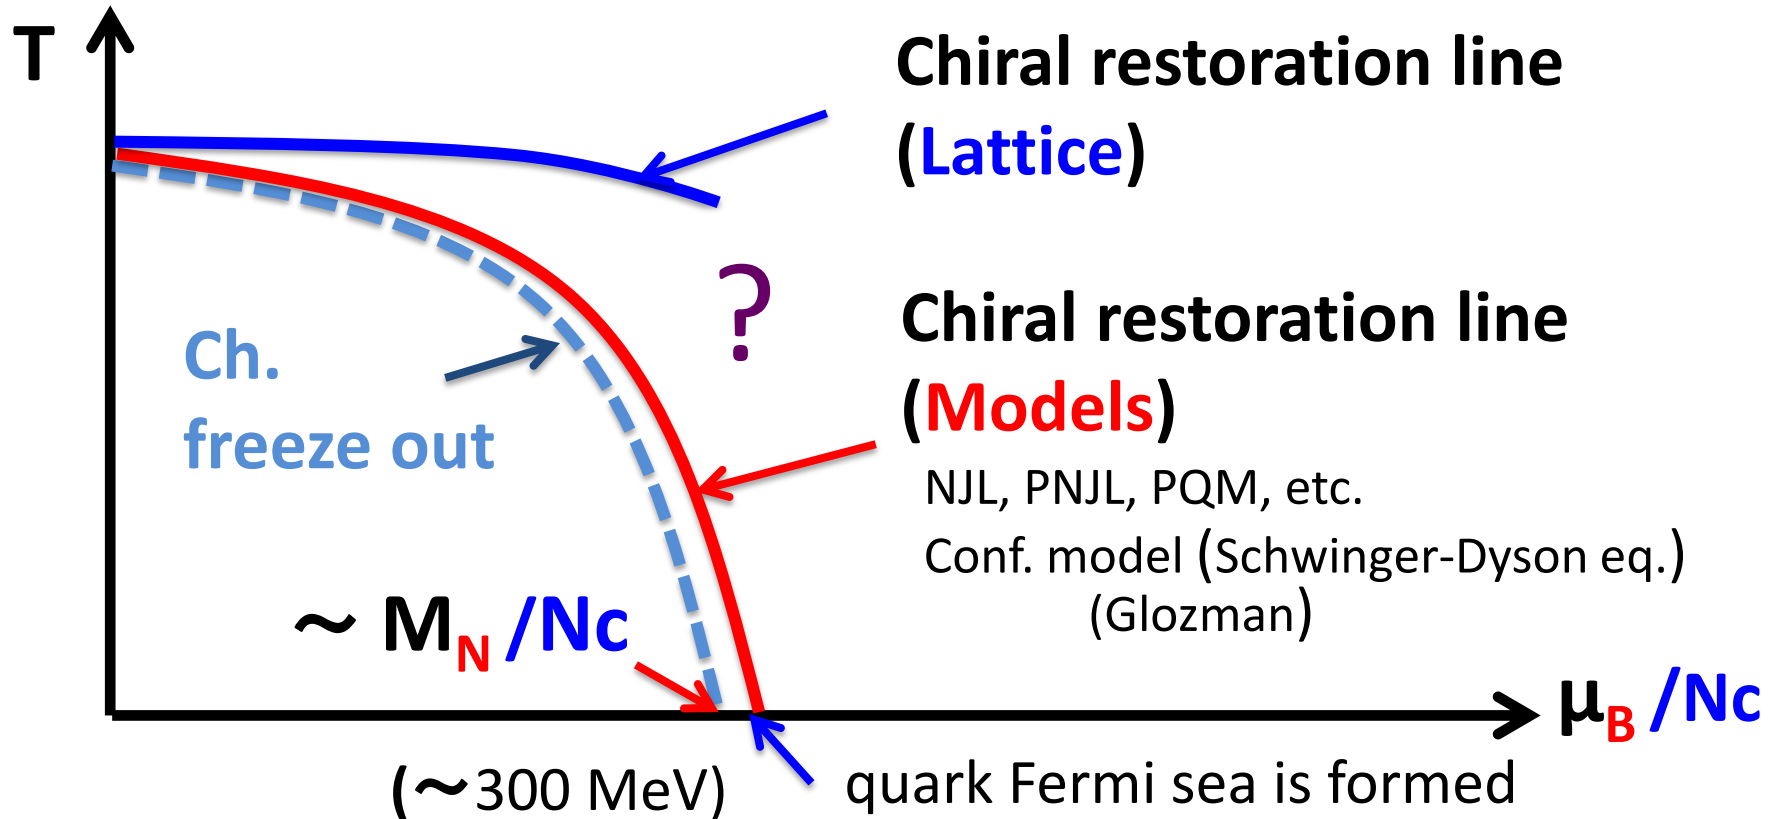 T
Chiral restoration line
(Lattice)
?
Chiral restoration line
(Models)
NJL, PNJL, PQM, etc.
Conf. model (Schwinger-Dyson eq.)
(Glozman)
Ch.
freeze out
~ MN /Nc
μB /Nc
(~300 MeV)
quark Fermi sea is formed